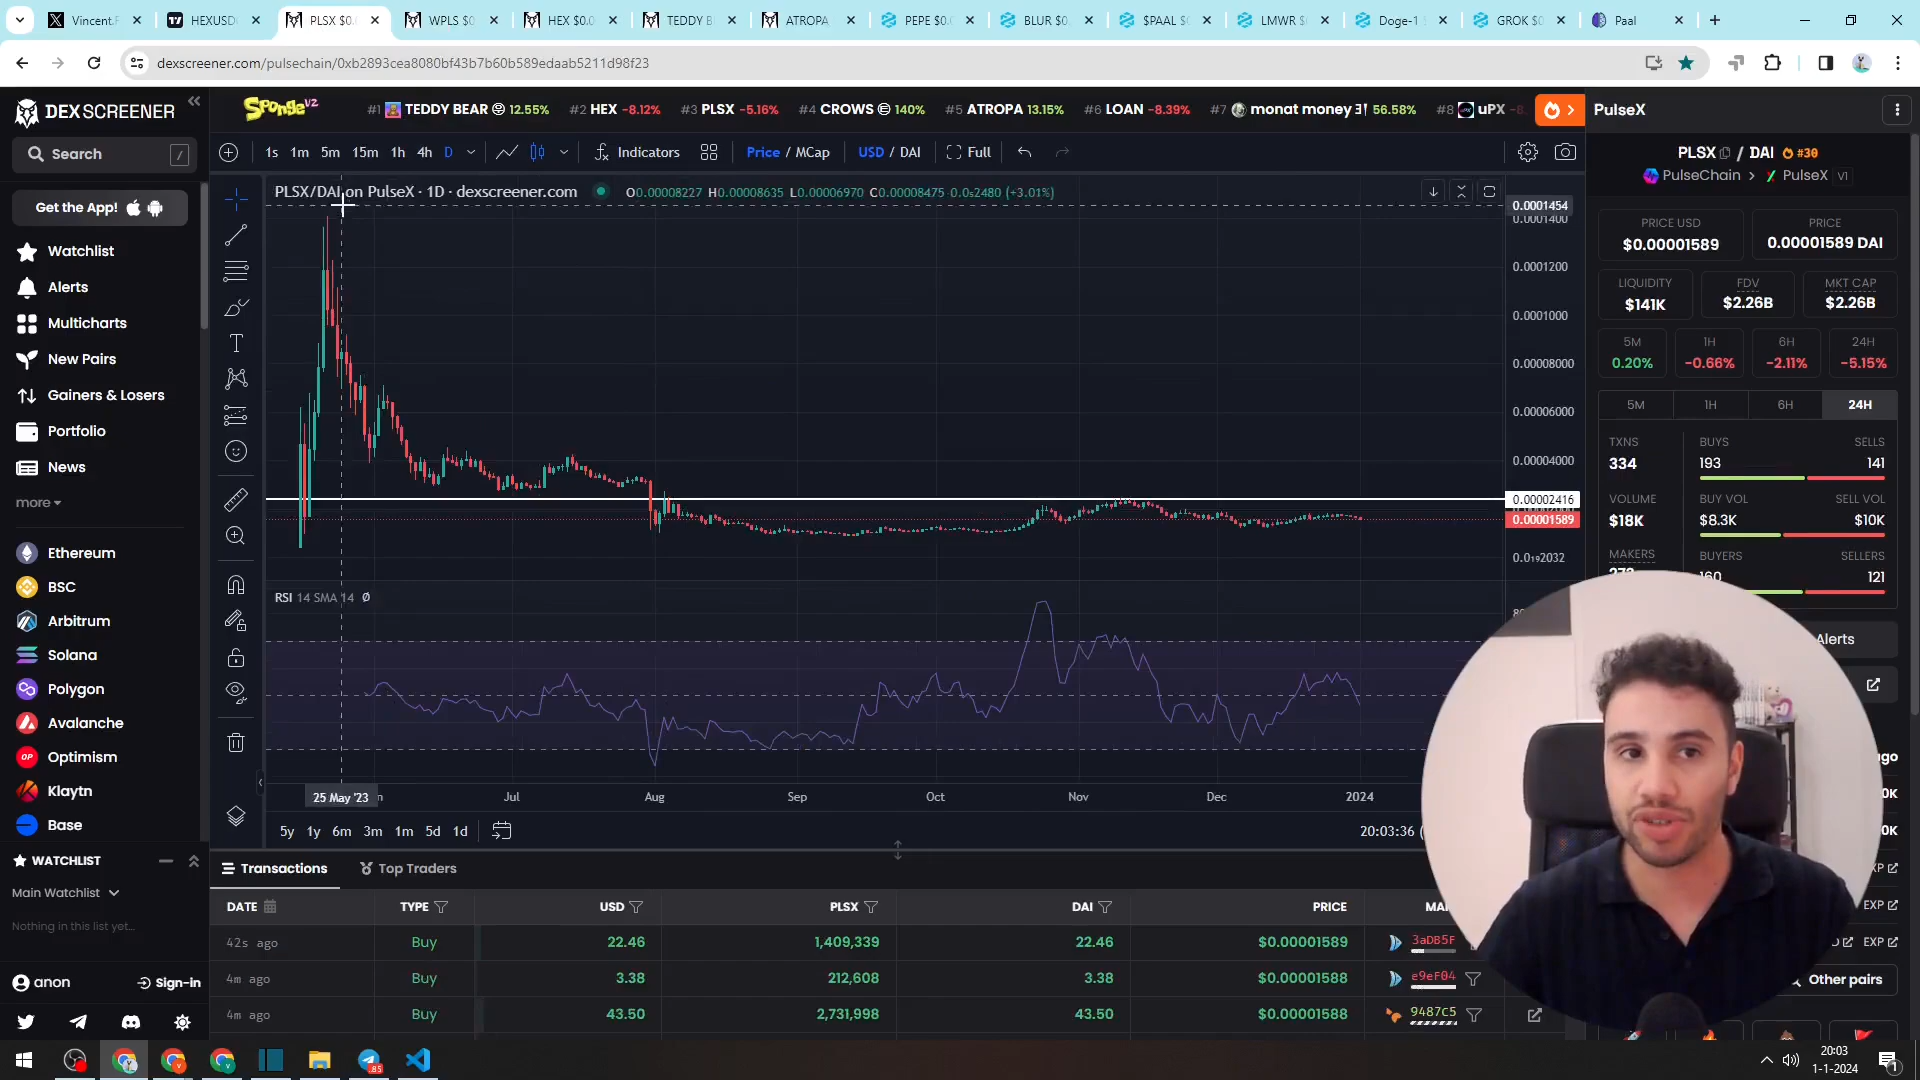 Vincent.
HEXUSD
PLSX $0.
WPLS $
HEX $0.0
TEDDY B
ATROPA
PEPE $0.
BLUR $0.
$PAAL $
LMWR $
Doge-1
GROK $0
Paal
dexscreener.com/pulsechain/0xb2893cea8080bf43b7b60b589edaab5211d98f23
DEX SCREENER
Sponge V2
#1 TEDDY BEAR 12.55%
#2 HEX -8.12%
#3 PLSX -5.16%
#4 CROWS 140%
#5 ATROPA 13.15%
#6 LOAN -8.39%
#7 monat money 56.58%
#8 uPX
PulseX
Search /
Get the App!
Watchlist
Alerts
Multicharts
New Pairs
Gainers & Losers
Portfolio
News
more
Ethereum
BSC
Arbitrum
Solana
Polygon
Avalanche
Optimism
Klaytn
Base
WATCHLIST
Main Watchlist
Nothing in this list yet...
anon Sign-in
1s 1m 5m 15m 1h 4h D Indicators Price / MCap USD / DAI Full
PLSX/DAI on PulseX · 1D · dexscreener.com O0.00008227 H0.00008635 L0.00006970 C0.00008475 0.0₅2480 (+3.01%)
0.0001454
0.0001400
0.0001200
0.0001000
0.00008000
0.00006000
0.00004000
0.00002416
0.00001589
0.0₁₉2032
RSI 14 SMA 14 Ø
25 May '23 Jul Aug Sep Oct Nov Dec 2024
5y 1y 6m 3m 1m 5d 1d
20:03:36 (
Transactions
Top Traders
DATE TYPE USD PLSX DAI PRICE
42s ago Buy 22.46 1,409,339 22.46 $0.00001589 3aDB5F
4m ago Buy 3.38 212,608 3.38 $0.00001588 e9eF04
4m ago Buy 43.50 2,731,998 43.50 $0.00001588 9487C5
PLSX / DAI #30
PulseChain > PulseX V1
PRICE USD
$0.00001589
PRICE
0.00001589 DAI
LIQUIDITY
$141K
FDV
$2.26B
MKT CAP
$2.26B
5M
0.20%
1H
-0.66%
6H
-2.11%
24H
-5.15%
5M 1H 6H 24H
TXNS
334
BUYS SELLS
193 141
VOLUME
$18K
BUY VOL SELL VOL
$8.3K $10K
MAKERS
BUYERS SELLERS
160 121
Alerts
EXP
EXP
Other pairs
85
20:03
1-1-2024
1